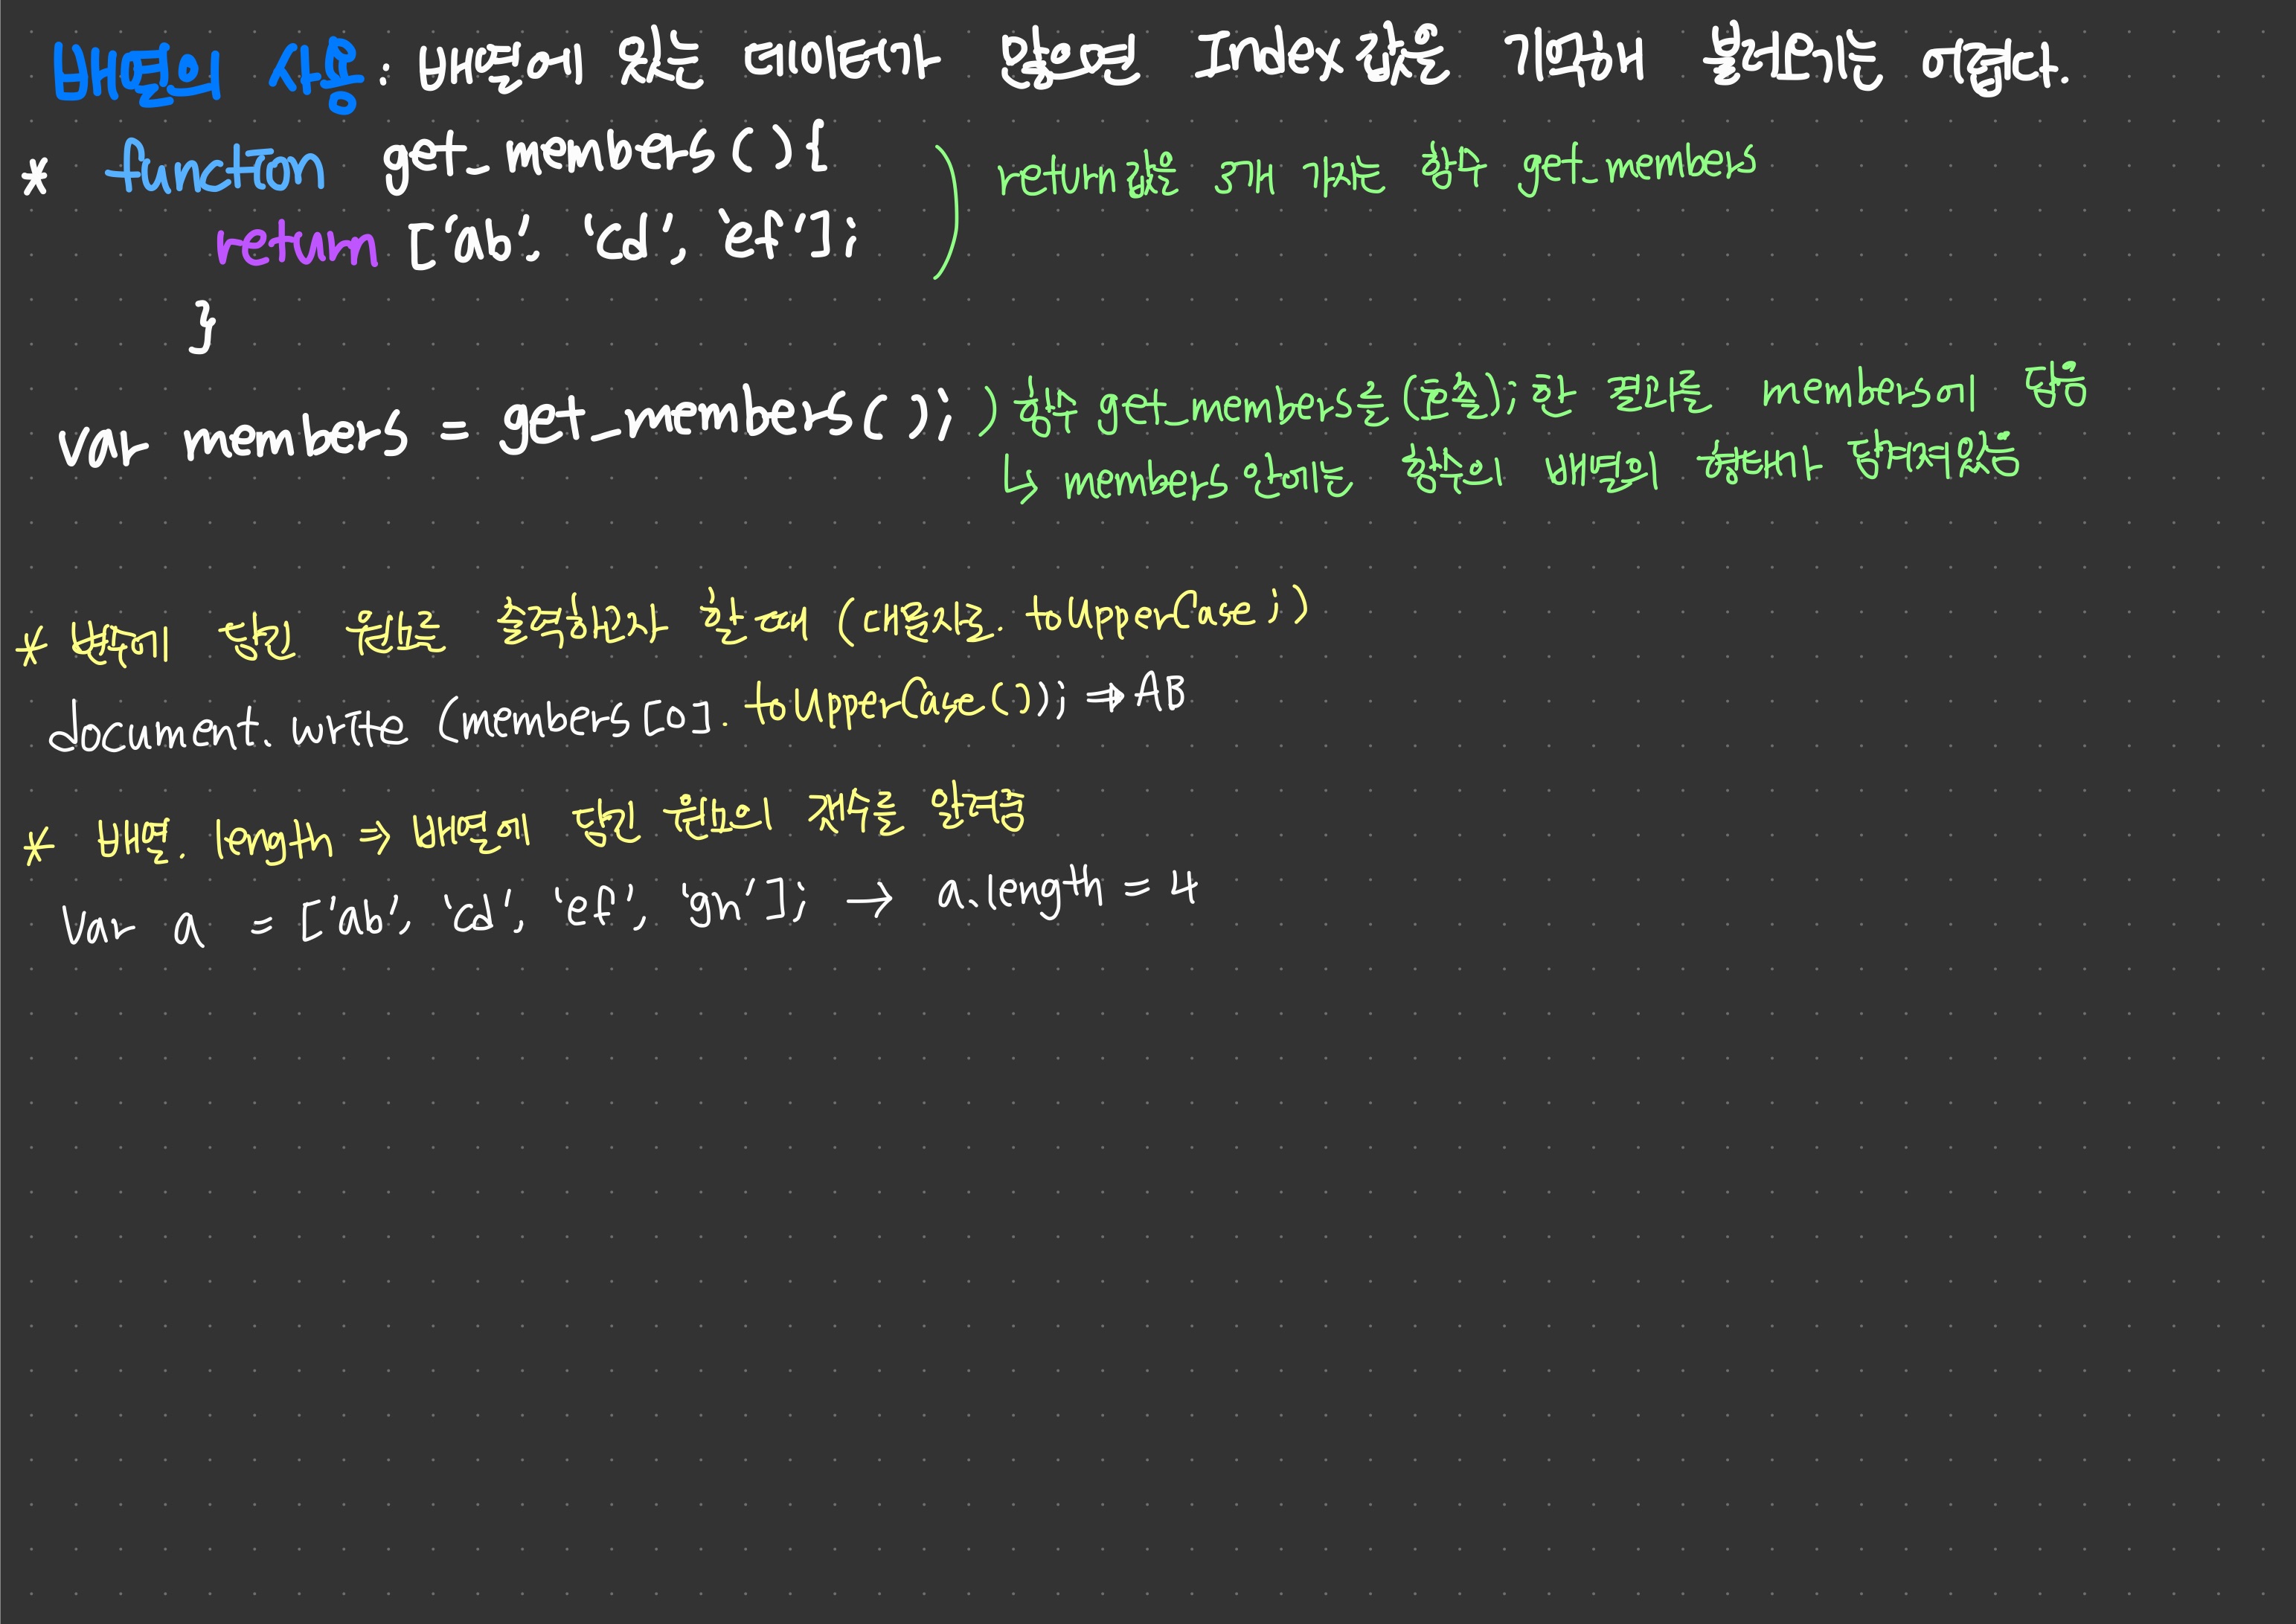 배열의 사용: 배열에 있는 데이터가 많으면 Index 값을 기억해 불러오기는 어렵다.
* function get_members(){
return ['ab', 'cd', 'ef'];
}
return 값을 3개 가지는 함수 get_members
var members = get_members();
함수 get_members를 (호출); 한 결과를 members에 담음
↳ members 안에는 함수의 배열의 형태가 담겨져있음
* 변수에 담긴 원소를 출력하고자 할 때 (대문자로. toUpperCase;)
document.write (members[0].toUpperCase()); ⇒ AB
* 배열. length ⇒ 배열에 담긴 원소의 갯수를 알려줌
Var a = ['ab', 'cd', 'ef', 'gh']; → a.length = 4